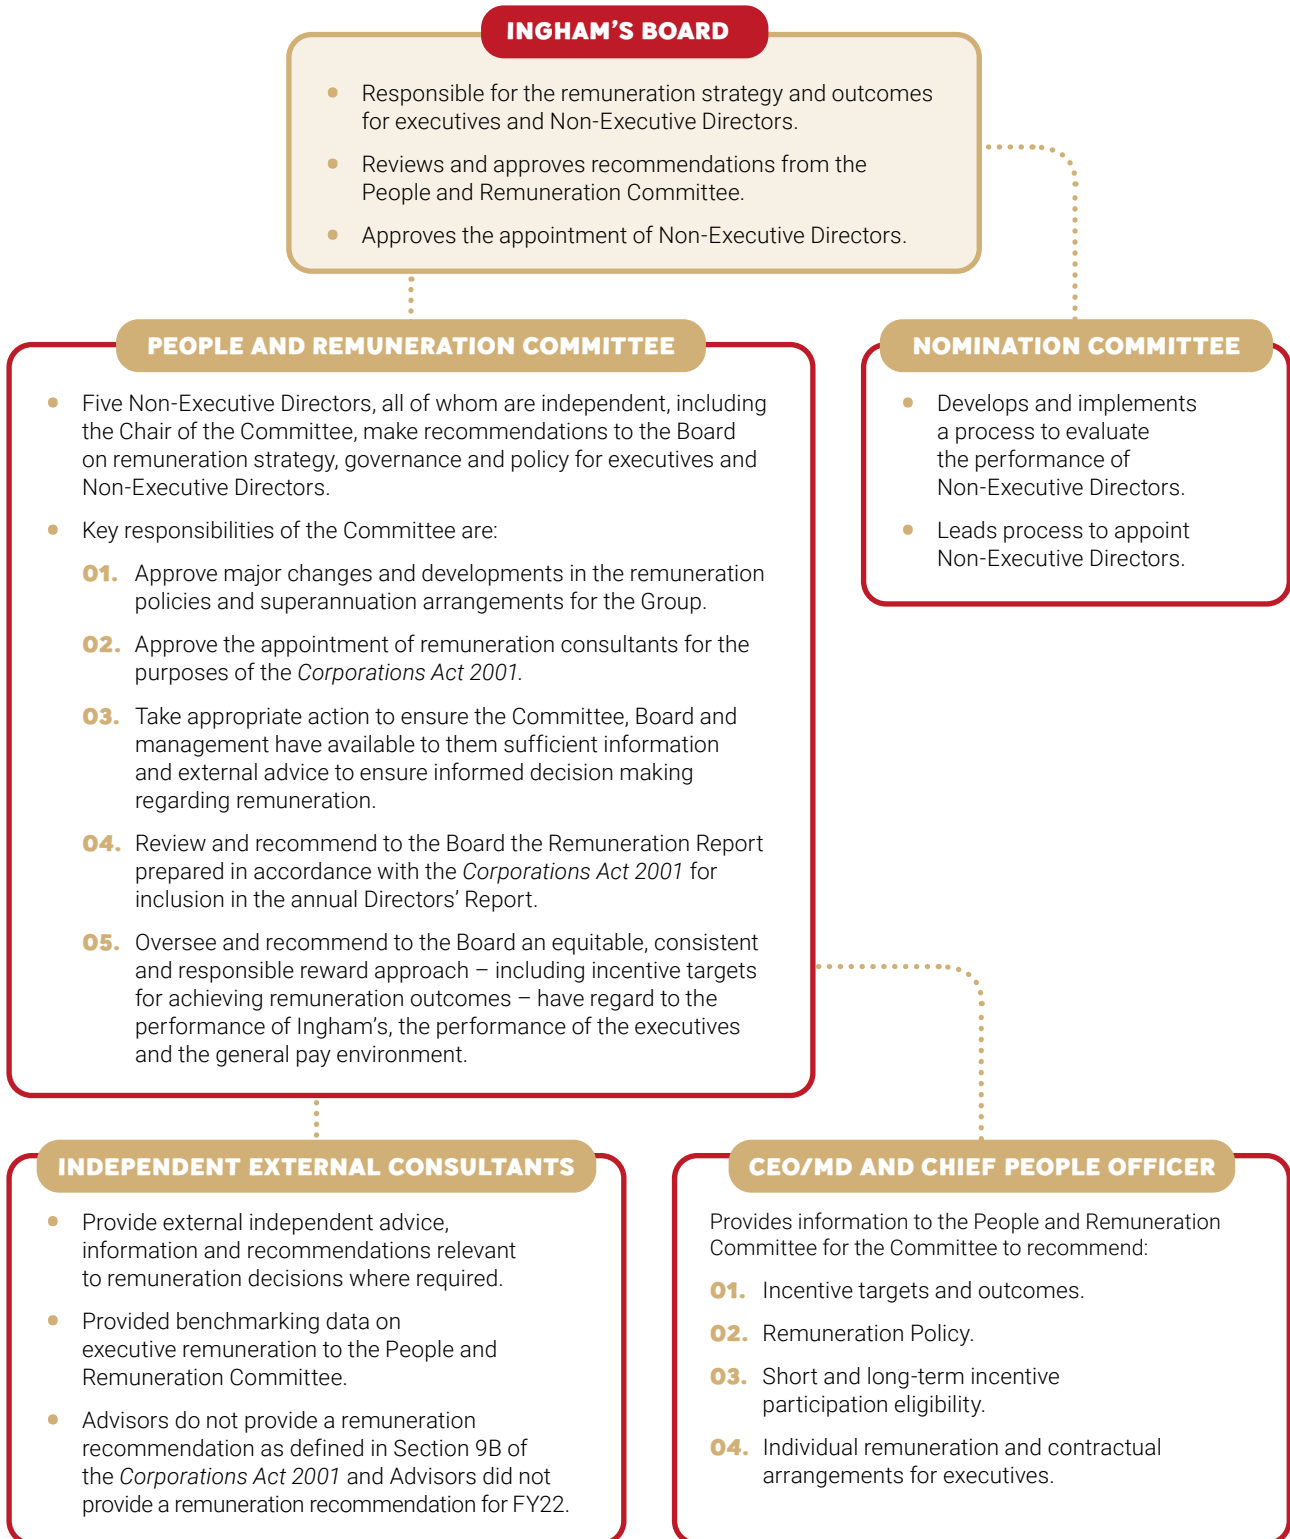 INGHAM'S BOARD
• Responsible for the remuneration strategy and outcomes
for executives and Non-Executive Directors.
• Reviews and approves recommendations from the
People and Remuneration Committee.
• Approves the appointment of Non-Executive Directors.
PEOPLE AND REMUNERATION COMMITTEE
• Five Non-Executive Directors, all of whom are independent, including
the Chair of the Committee, make recommendations to the Board
on remuneration strategy, governance and policy for executives and
Non-Executive Directors.
• Key responsibilities of the Committee are:
01. Approve major changes and developments in the remuneration
policies and superannuation arrangements for the Group.
02. Approve the appointment of remuneration consultants for the
purposes of the Corporations Act 2001.
03. Take appropriate action to ensure the Committee, Board and
management have available to them sufficient information
and external advice to ensure informed decision making
regarding remuneration.
04. Review and recommend to the Board the Remuneration Report
prepared in accordance with the Corporations Act 2001 for
inclusion in the annual Directors' Report.
05. Oversee and recommend to the Board an equitable, consistent
and responsible reward approach – including incentive targets
for achieving remuneration outcomes – have regard to the
performance of Ingham's, the performance of the executives
and the general pay environment.
NOMINATION COMMITTEE
• Develops and implements
a process to evaluate
the performance of
Non-Executive Directors.
• Leads process to appoint
Non-Executive Directors.
INDEPENDENT EXTERNAL CONSULTANTS
• Provide external independent advice,
information and recommendations relevant
to remuneration decisions where required.
• Provided benchmarking data on
executive remuneration to the People and
Remuneration Committee.
• Advisors do not provide a remuneration
recommendation as defined in Section 9B of
the Corporations Act 2001 and Advisors did not
provide a remuneration recommendation for FY22.
CEO/MD AND CHIEF PEOPLE OFFICER
Provides information to the People and Remuneration
Committee for the Committee to recommend:
01. Incentive targets and outcomes.
02. Remuneration Policy.
03. Short and long-term incentive
participation eligibility.
04. Individual remuneration and contractual
arrangements for executives.